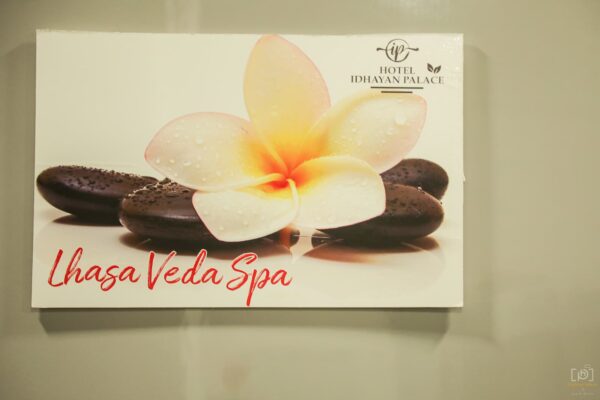 ip
HOTEL
IDHAYAN PALACE
Lhasa Veda Spa